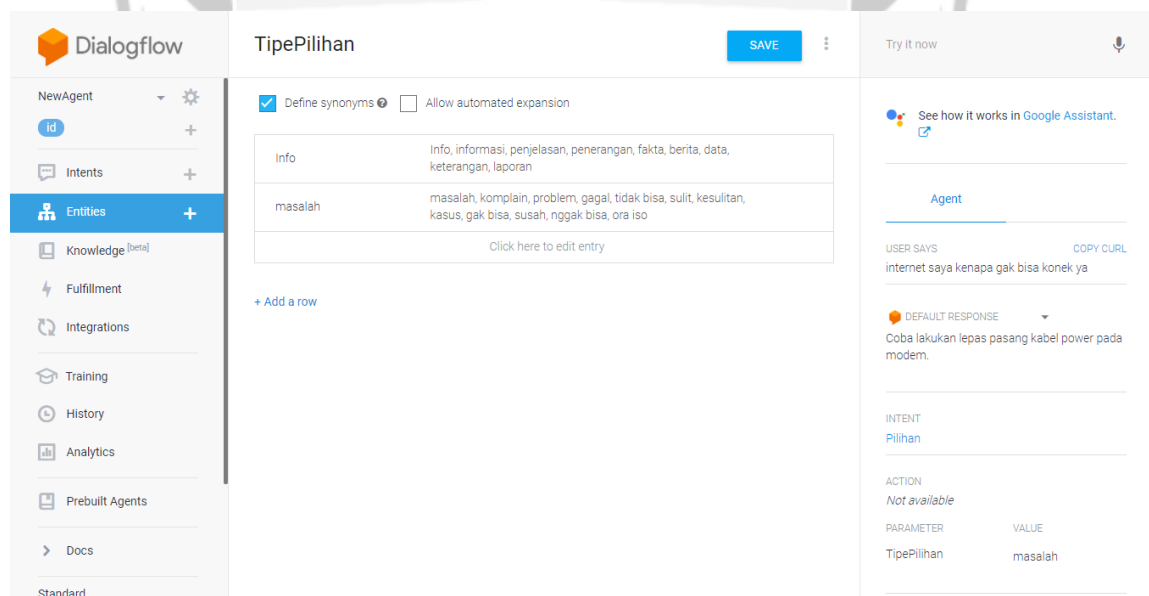 Dialogflow
NewAgent
id
Intents
Entities
Knowledge [beta]
Fulfillment
Integrations
Training
History
Analytics
Prebuilt Agents
Docs
Standard
TipePilihan
SAVE
Define synonyms
Allow automated expansion
Info
Info, informasi, penjelasan, penerangan, fakta, berita, data,
keterangan, laporan
masalah
masalah, komplain, problem, gagal, tidak bisa, sulit, kesulitan,
kasus, gak bisa, susah, nggak bisa, ora iso
Click here to edit entry
+ Add a row
Try it now
See how it works in Google Assistant.
Agent
USER SAYS
COPY CURL
internet saya kenapa gak bisa konek ya
DEFAULT RESPONSE
Coba lakukan lepas pasang kabel power pada
modem.
INTENT
Pilihan
ACTION
Not available
PARAMETER
VALUE
TipePilihan
masalah